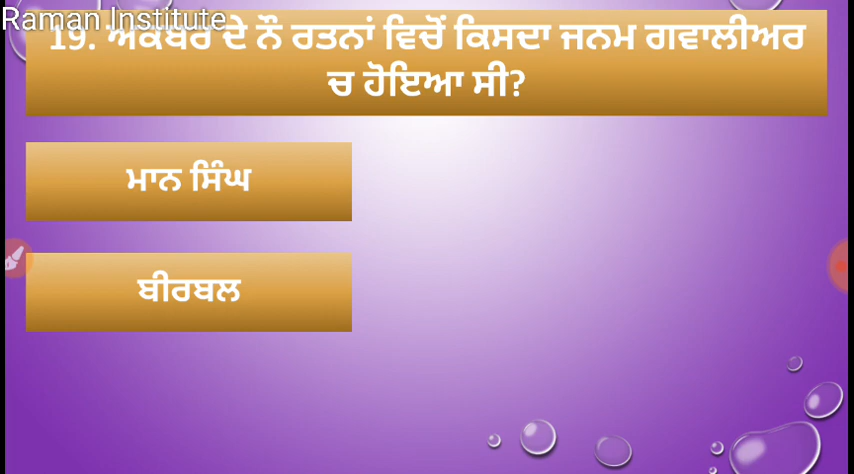 Raman Institute
19. ਅਕਬਰ ਦੇ ਨੌ ਰਤਨਾਂ ਵਿਚੋਂ ਕਿਸਦਾ ਜਨਮ ਗਵਾਲੀਅਰ
ਚ ਹੋਇਆ ਸੀ?
ਮਾਨ ਸਿੰਘ
ਬੀਰਬਲ